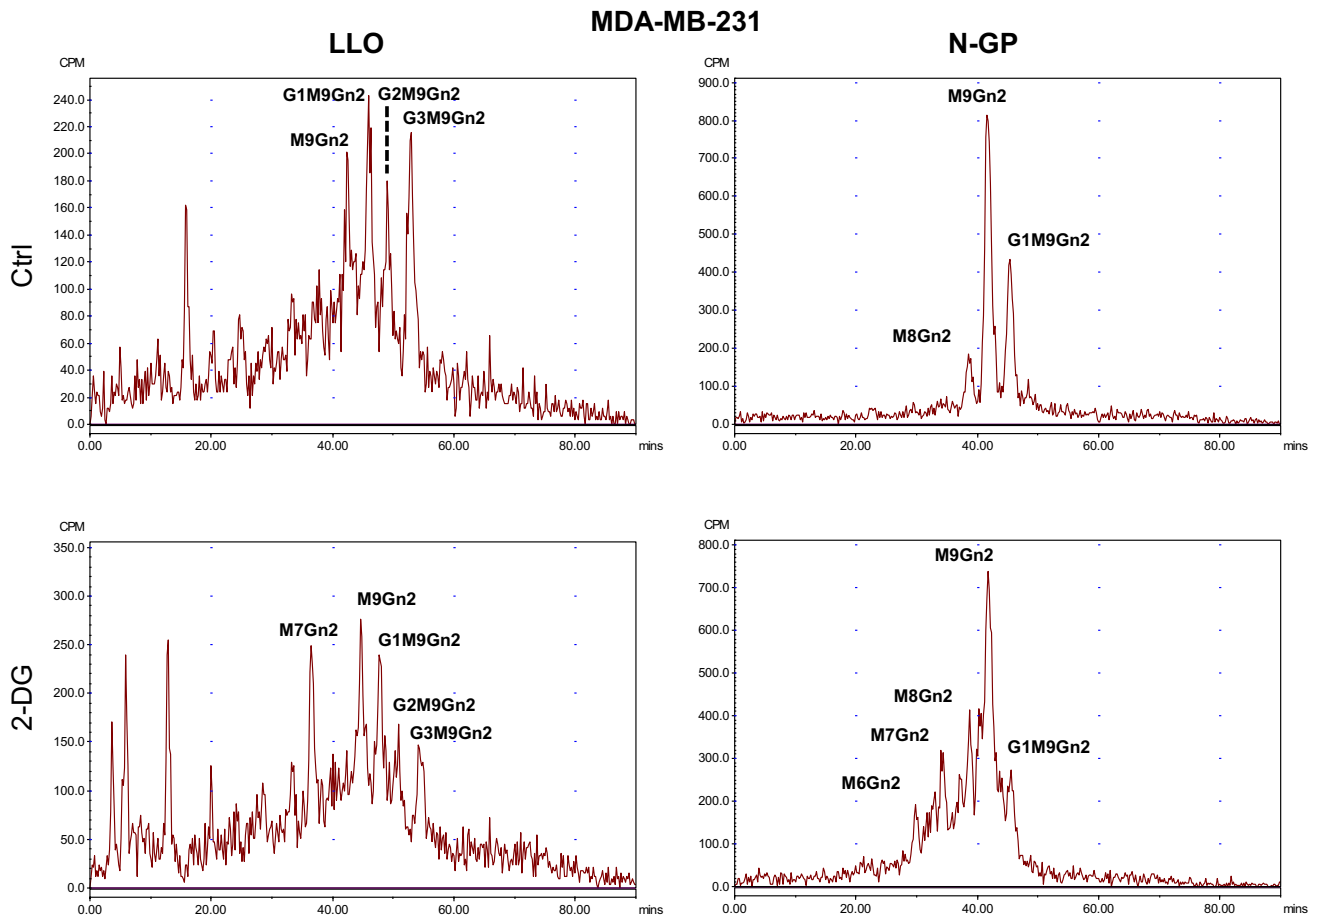 MDA-MB-231
LLO
N-GP
Ctrl
CPM
240.0
220.0
200.0
180.0
160.0
140.0
120.0
100.0
80.0
60.0
40.0
20.0
0.0
G1M9Gn2
G2M9Gn2
G3M9Gn2
M9Gn2
0.00 20.00 40.00 60.00 80.00 mins
CPM
900.0
800.0
700.0
600.0
500.0
400.0
300.0
200.0
100.0
0.0
M9Gn2
G1M9Gn2
M8Gn2
0.00 20.00 40.00 60.00 80.00 mins
2-DG
CPM
350.0
300.0
250.0
200.0
150.0
100.0
50.0
0.0
M9Gn2
M7Gn2
G1M9Gn2
G2M9Gn2
G3M9Gn2
0.00 20.00 40.00 60.00 80.00 mins
CPM
800.0
700.0
600.0
500.0
400.0
300.0
200.0
100.0
0.0
M9Gn2
M8Gn2
M7Gn2
G1M9Gn2
M6Gn2
0.00 20.00 40.00 60.00 80.00 mins